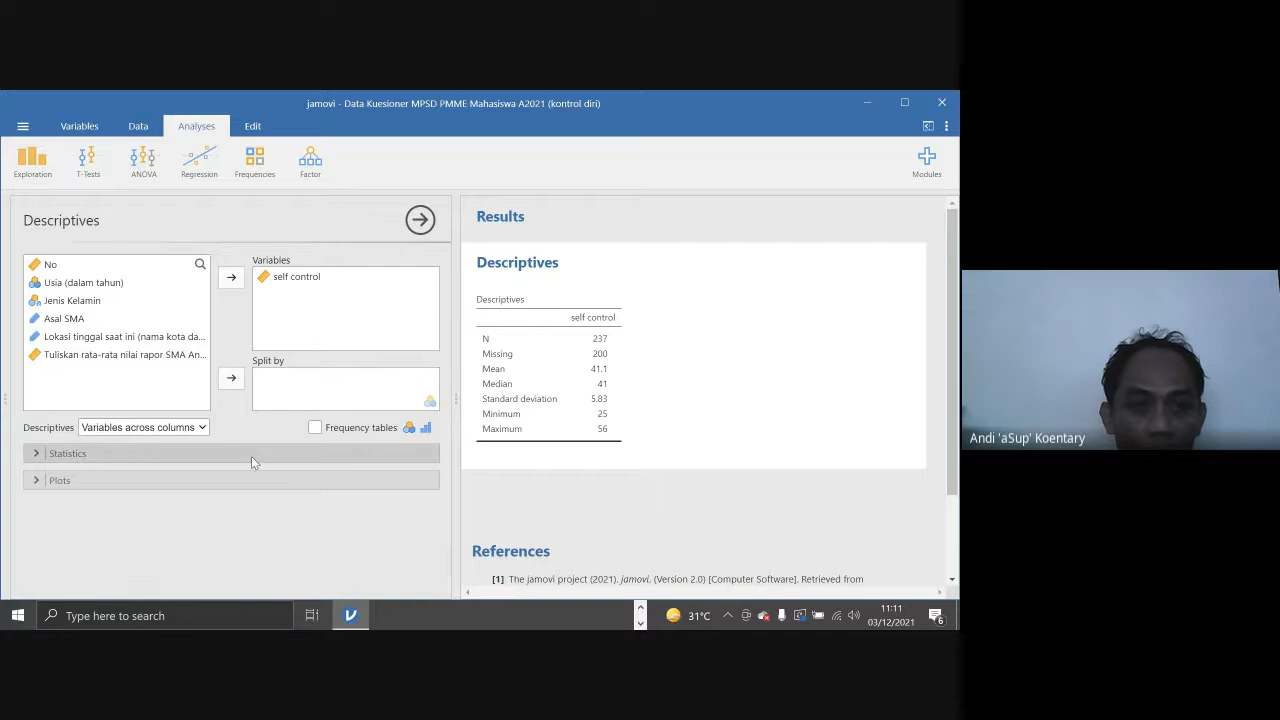 jamovi - Data Kuesioner MPSD PMME Mahasiswa A2021 (kontrol diri)
Variables Data Analyses Edit
Exploration T-Tests ANOVA Regression Frequencies Factor Modules
Descriptives
No
Usia (dalam tahun)
Jenis Kelamin
Asal SMA
Lokasi tinggal saat ini (nama kota da...
Tuliskan rata-rata nilai rapor SMA An...
Variables
self control
Split by
Descriptives Variables across columns Frequency tables
Statistics
Plots
Results
Descriptives
Descriptives
self control
N 237
Missing 200
Mean 41.1
Median 41
Standard deviation 5.83
Minimum 25
Maximum 56
References
[1] The jamovi project (2021). jamovi. (Version 2.0) [Computer Software]. Retrieved from
Andi 'aSup' Koentary
Type here to search
31°C
11:11
03/12/2021
6